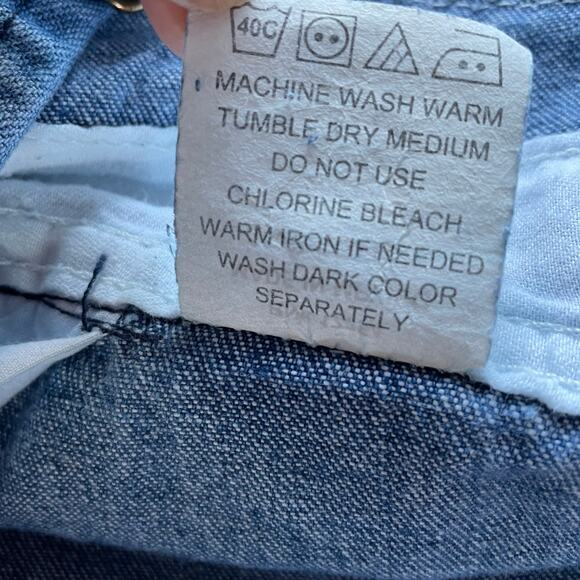 40C
MACHINE WASH WARM
TUMBLE DRY MEDIUM
DO NOT USE
CHLORINE BLEACH
WARM IRON IF NEEDED
WASH DARK COLOR
SEPARATELY